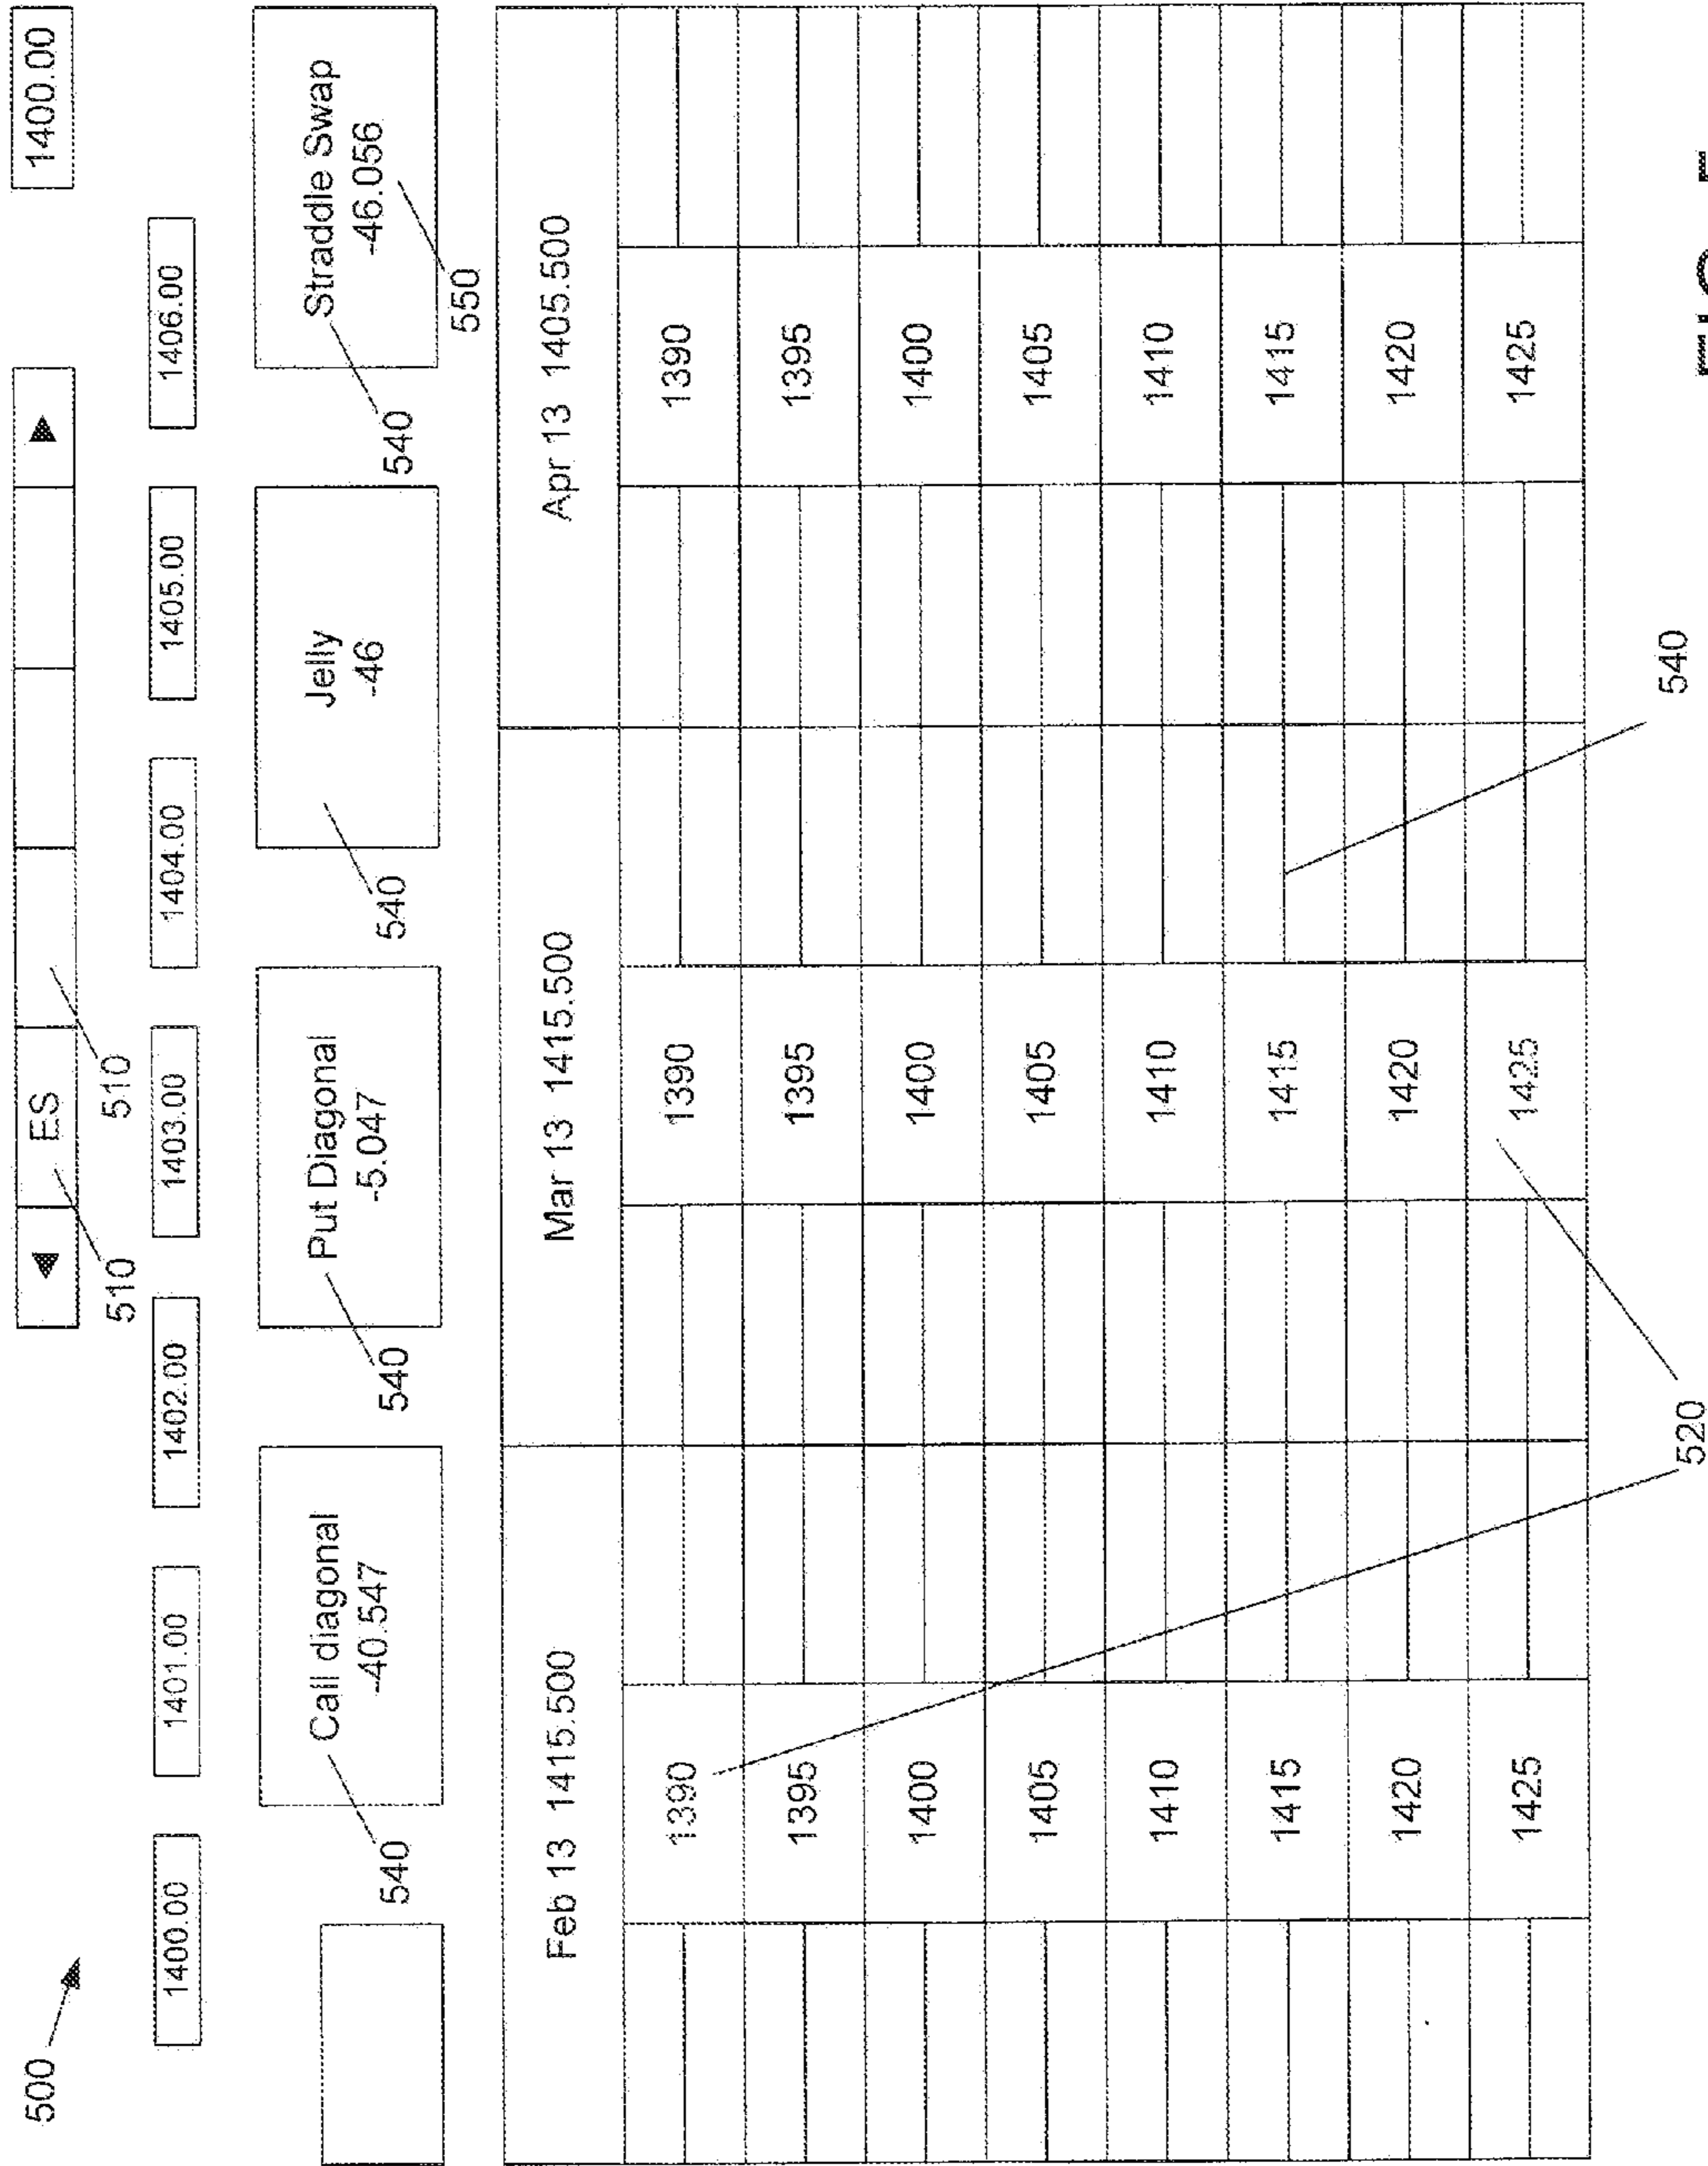 500
◄ ES ►
1400.00
510
510
1400.00 1401.00 1402.00 1403.00 1404.00 1405.00 1406.00
Call diagonal
-40.547
540
Put Diagonal
-5.047
540
Jelly
-46
540
Straddle Swap
-46.056
540
550
Feb 13 1415.500 Mar 13 1415.500 Apr 13 1405.500
1390 1390 1390
1395 1395 1395
1400 1400 1400
1405 1405 1405
1410 1410 1410
1415 1415 1415
1420 1420 1420
1425 1425 1425
520
540